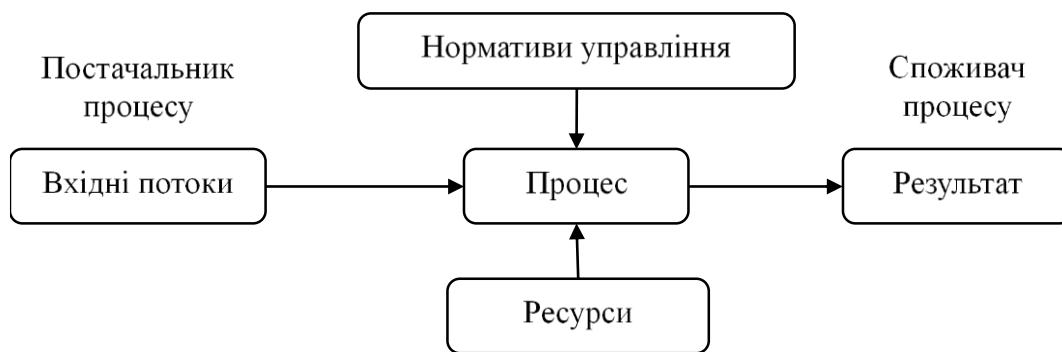 Нормативи управління
Постачальник
процесу
Споживач
процесу
Вхідні потоки
Процес
Результат
Ресурси